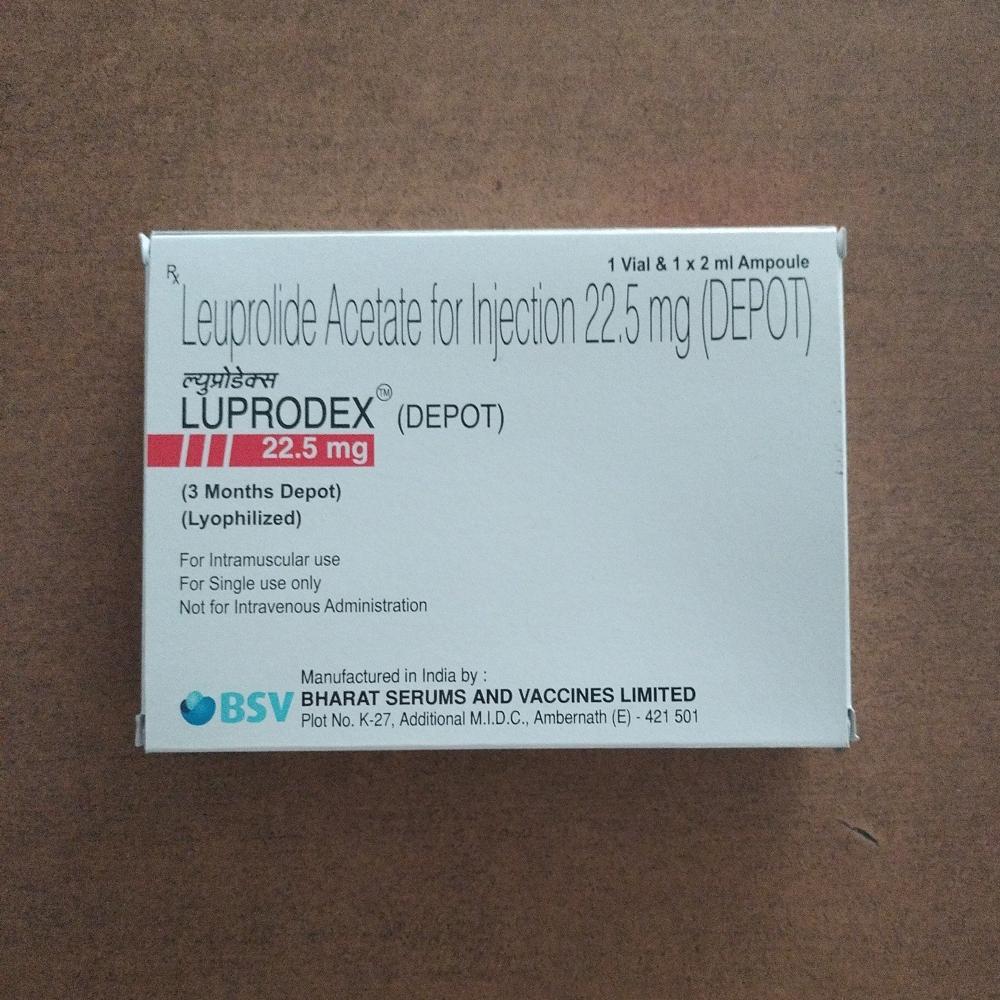 Rx
1 Vial & 1 x 2 ml Ampoule
Leuprolide Acetate for Injection 22.5 mg (DEPOT)
ल्युप्रोडेक्स
LUPRODEX™ (DEPOT)
22.5 mg
(3 Months Depot)
(Lyophilized)
For Intramuscular use
For Single use only
Not for Intravenous Administration
Manufactured in India by :
BSV BHARAT SERUMS AND VACCINES LIMITED
Plot No. K-27, Additional M.I.D.C., Ambernath (E) - 421 501